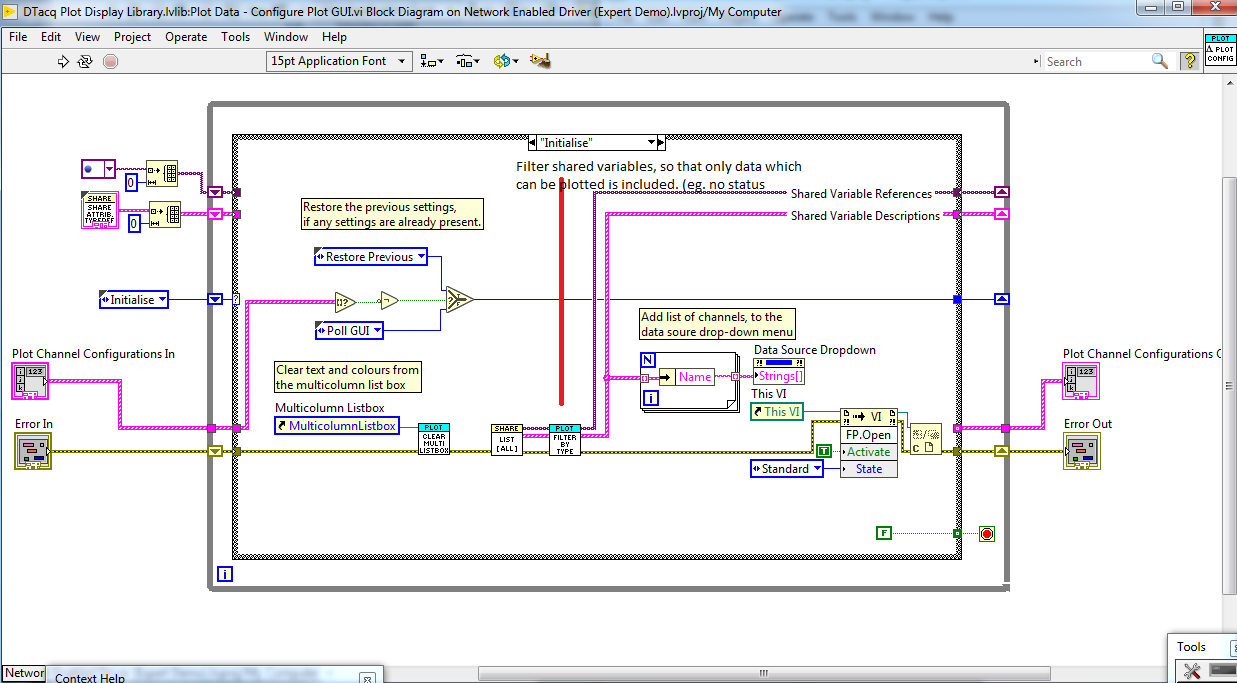 DTacq Plot Display Library.lvlib:Plot Data - Configure Plot GUI.vi Block Diagram on Network Enabled Driver (Expert Demo).lvproj/My Computer
File Edit View Project Operate Tools Window Help
15pt Application Font
Search
?
PLOT
Δ PLOT
CONFIG
"Initialise"
Filter shared variables, so that only data which
can be plotted is included. (eg. no status
0
SHARE
SHARE
ATTRIB.
TYPEDEF
0
Shared Variable References
Shared Variable Descriptions
Restore the previous settings,
if any settings are already present.
Restore Previous
Initialise
?
Poll GUI
Add list of channels, to the
data soure drop-down menu
Plot Channel Configurations In
Plot Channel Configurations O
Clear text and colours from
the multicolumn list box
N
Name
i
Data Source Dropdown
Strings[]
This VI
This VI
Multicolumn Listbox
MulticolumnListbox
PLOT
CLEAR
MULTI
LISTBOX
SHARE
LIST
[ALL]
PLOT
FILTER
BY
TYPE
VI
FP.Open
Activate
State
T
Standard
Error In
Error Out
F
i
Networ
Context Help
Tools